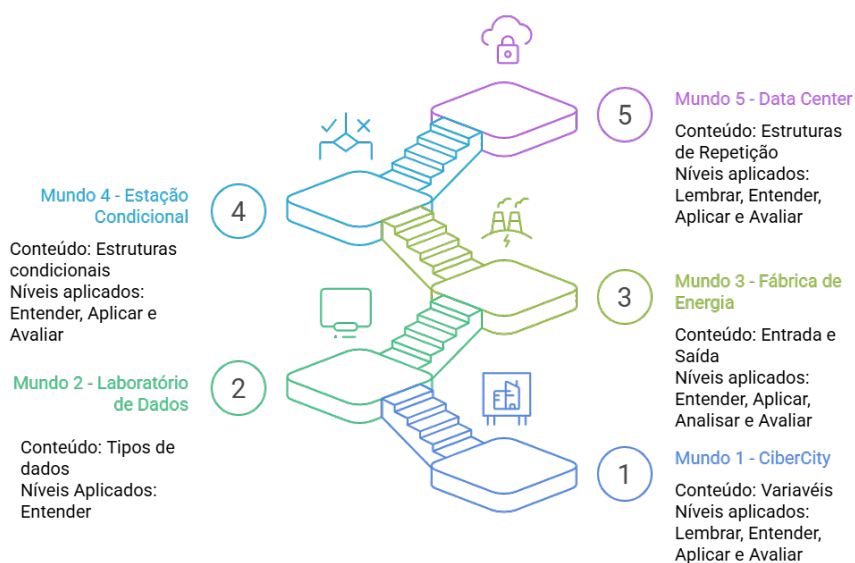 5
Mundo 5 - Data Center
Conteúdo: Estruturas
de Repetição
Níveis aplicados:
Lembrar, Entender,
Aplicar e Avaliar
Mundo 4 - Estação
Condicional
4
Conteúdo: Estruturas
condicionais
Níveis aplicados:
Entender, Aplicar e
Avaliar
3
Mundo 3 - Fábrica de
Energia
Conteúdo: Entrada e
Saída
Níveis aplicados:
Entender, Aplicar,
Analisar e Avaliar
Mundo 2 - Laboratório
de Dados
2
Conteúdo: Tipos de
dados
Níveis Aplicados:
Entender
1
Mundo 1 - CiberCity
Conteúdo: Variavéis
Níveis aplicados:
Lembrar, Entender,
Aplicar e Avaliar